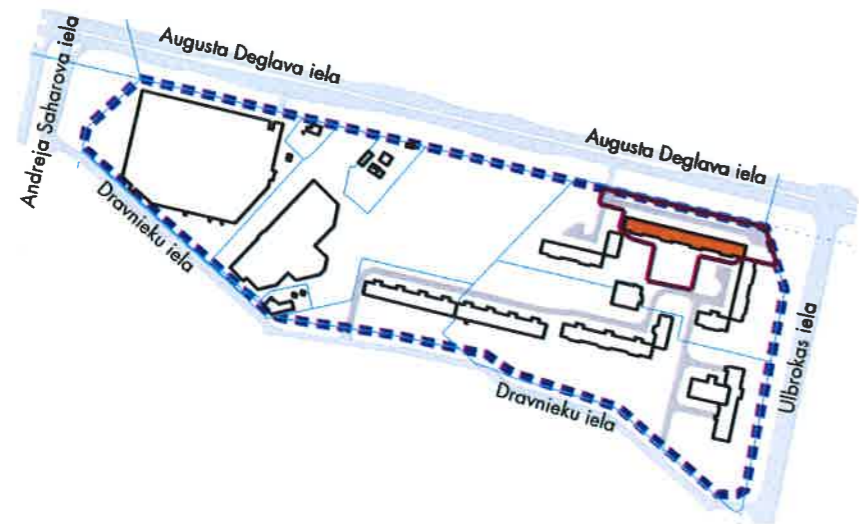 Augusta Deglava iela
Andreja Saharova iela
Augusta Deglava iela
Dravnieku iela
Ulbrokas iela
Dravnieku iela